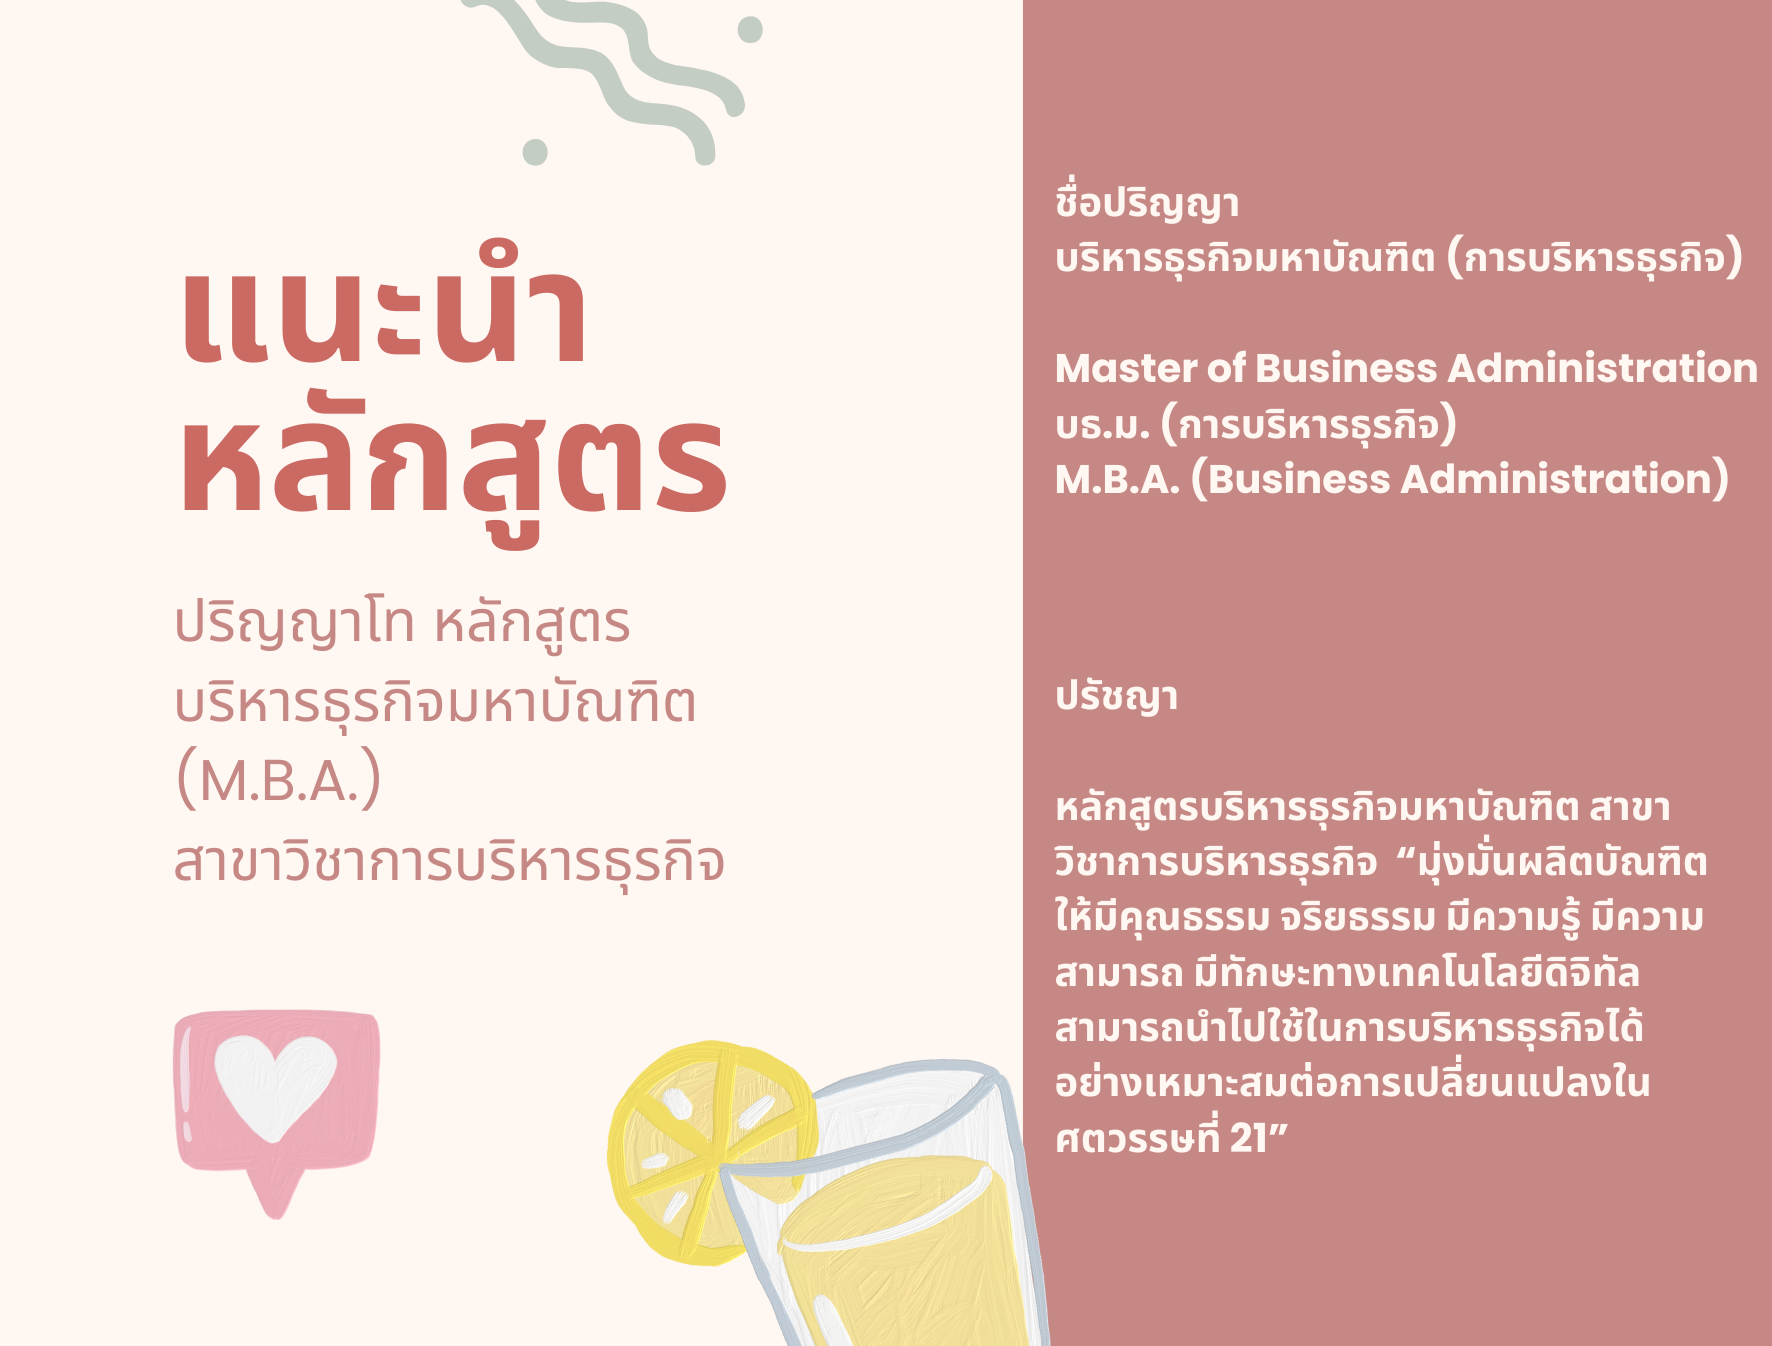 แนะนำ
หลักสูตร
ปริญญาโท หลักสูตร
บริหารธุรกิจมหาบัณฑิต
(M.B.A.)
สาขาวิชาการบริหารธุรกิจ
ชื่อปริญญา
บริหารธุรกิจมหาบัณฑิต (การบริหารธุรกิจ)
Master of Business Administration
บธ.ม. (การบริหารธุรกิจ)
M.B.A. (Business Administration)
ปรัชญา
หลักสูตรบริหารธุรกิจมหาบัณฑิต สาขา
วิชาการบริหารธุรกิจ “มุ่งมั่นผลิตบัณฑิต
ให้มีคุณธรรม จริยธรรม มีความรู้ มีความ
สามารถ มีทักษะทางเทคโนโลยีดิจิทัล
สามารถนำไปใช้ในการบริหารธุรกิจได้
อย่างเหมาะสมต่อการเปลี่ยนแปลงใน
ศตวรรษที่ 21”